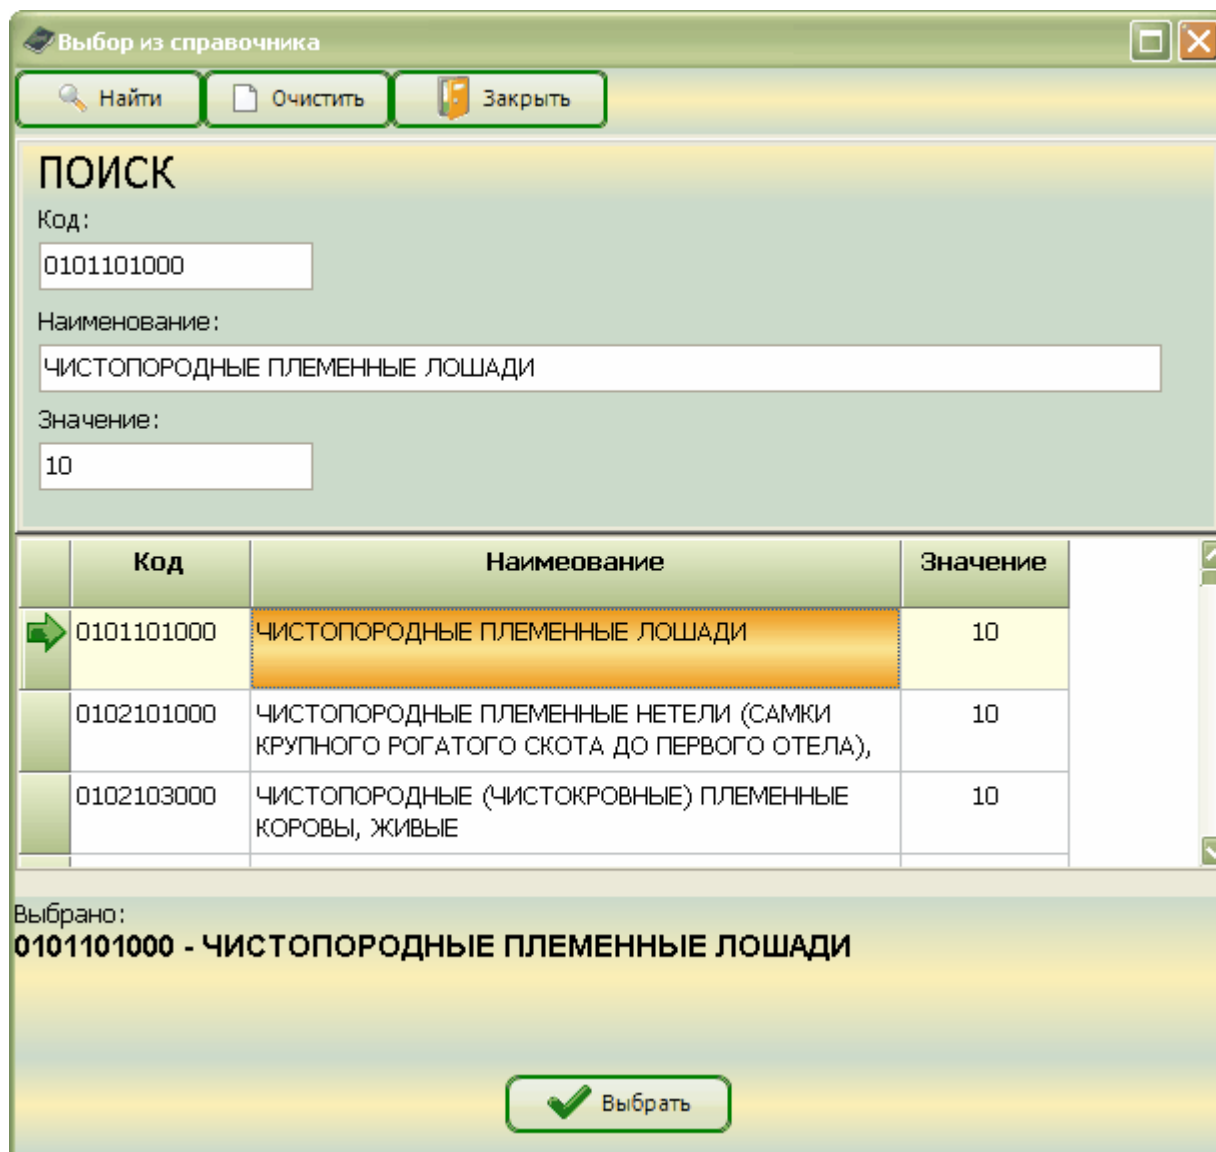 Выбор из справочника
Найти Очистить Закрыть
ПОИСК
Код:
0101101000
Наименование:
ЧИСТОПОРОДНЫЕ ПЛЕМЕННЫЕ ЛОШАДИ
Значение:
10
Код Наимеование Значение
0101101000 ЧИСТОПОРОДНЫЕ ПЛЕМЕННЫЕ ЛОШАДИ 10
0102101000 ЧИСТОПОРОДНЫЕ ПЛЕМЕННЫЕ НЕТЕЛИ (САМКИ 10
КРУПНОГО РОГАТОГО СКОТА ДО ПЕРВОГО ОТЕЛА),
0102103000 ЧИСТОПОРОДНЫЕ (ЧИСТОКРОВНЫЕ) ПЛЕМЕННЫЕ 10
КОРОВЫ, ЖИВЫЕ
Выбрано:
0101101000 - ЧИСТОПОРОДНЫЕ ПЛЕМЕННЫЕ ЛОШАДИ
Выбрать